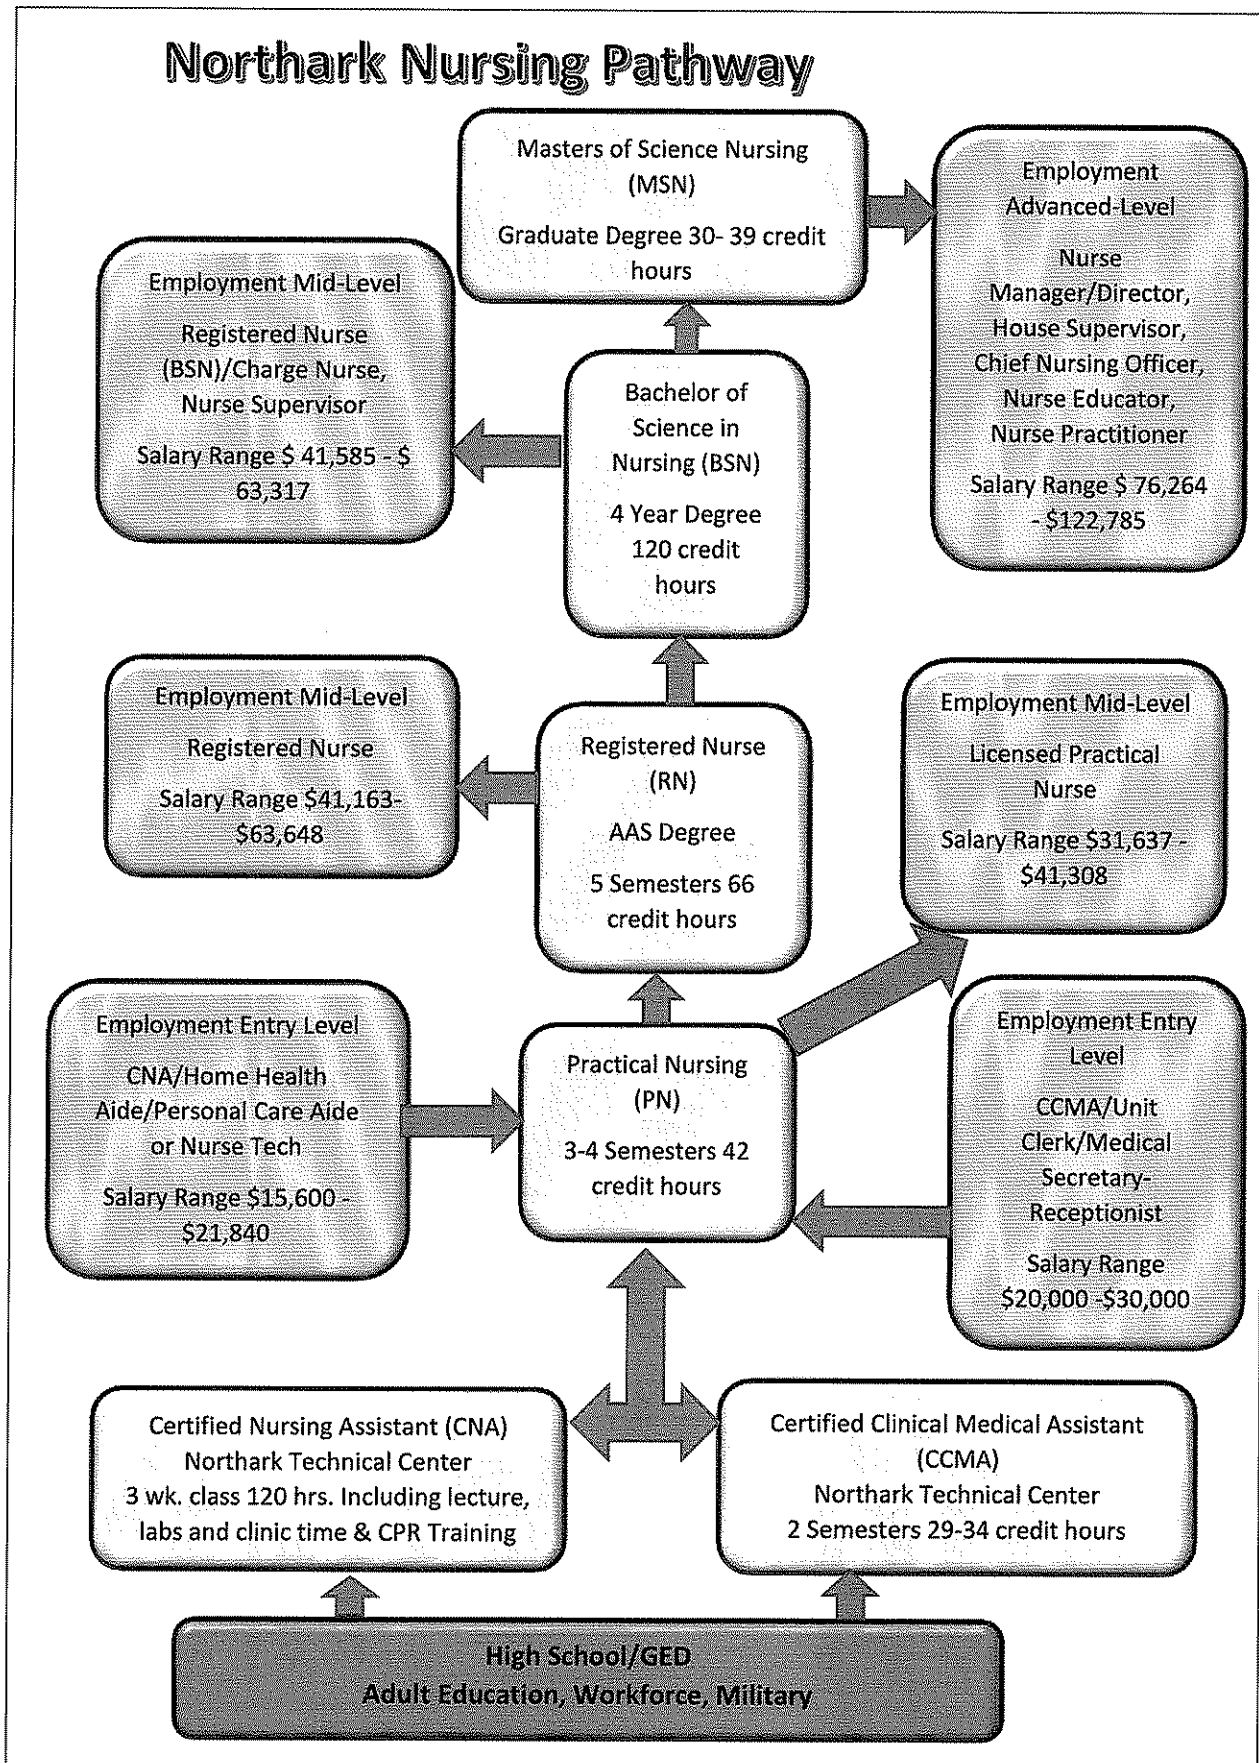 Northark Nursing Pathway
Masters of Science Nursing
(MSN)
Graduate Degree 30- 39 credit
hours
Employment
Advanced-Level
Nurse
Manager/Director,
House Supervisor,
Chief Nursing Officer,
Nurse Educator,
Nurse Practitioner
Salary Range $ 76,264
- $122,785
Employment Mid-Level
Registered Nurse
(BSN)/Charge Nurse,
Nurse Supervisor
Salary Range $ 41,585 - $
63,317
Bachelor of
Science in
Nursing (BSN)
4 Year Degree
120 credit
hours
Employment Mid-Level
Registered Nurse
Salary Range $41,163-
$63,648
Registered Nurse
(RN)
AAS Degree
5 Semesters 66
credit hours
Employment Mid-Level
Licensed Practical
Nurse
Salary Range $31,637 -
$41,308
Employment Entry Level
CNA/Home Health
Aide/Personal Care Aide
or Nurse Tech
Salary Range $15,600 -
$21,840
Practical Nursing
(PN)
3-4 Semesters 42
credit hours
Employment Entry
Level
CCMA/Unit
Clerk/Medical
Secretary-
Receptionist
Salary Range
$20,000 -$30,000
Certified Nursing Assistant (CNA)
Northark Technical Center
3 wk. class 120 hrs. Including lecture,
labs and clinic time & CPR Training
Certified Clinical Medical Assistant
(CCMA)
Northark Technical Center
2 Semesters 29-34 credit hours
High School/GED
Adult Education, Workforce, Military